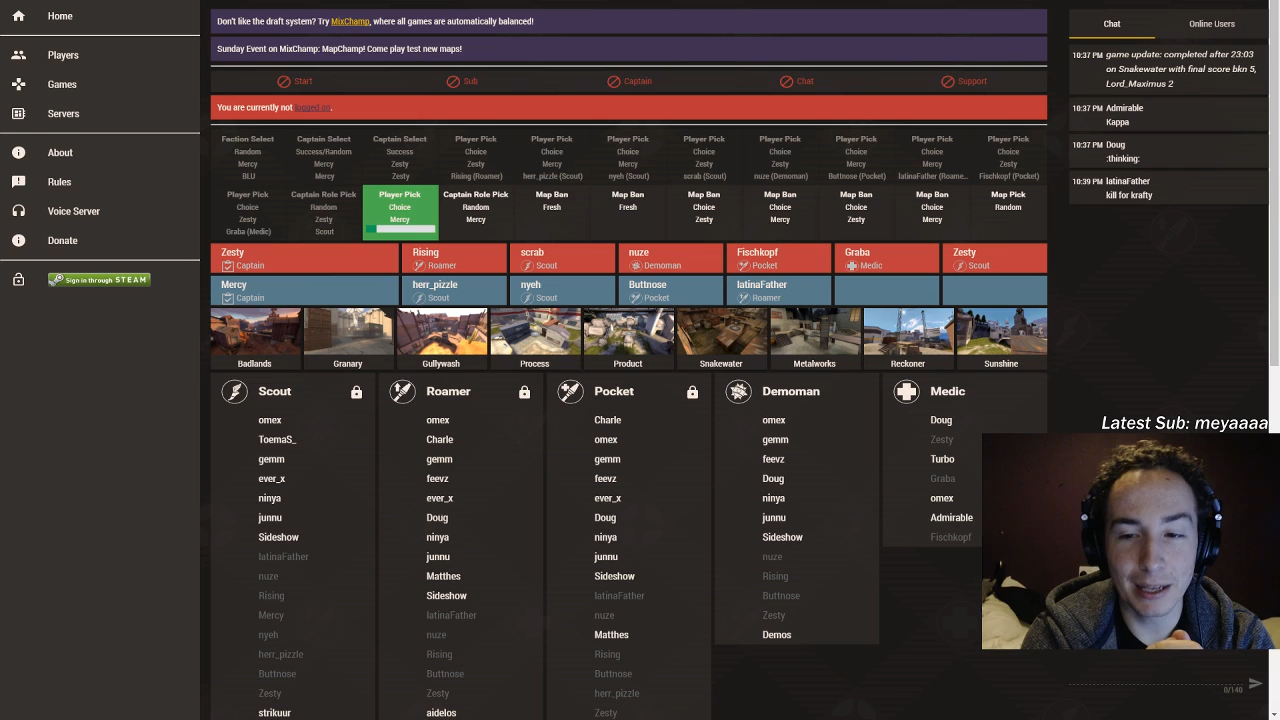 Home
Players
Games
Servers
About
Rules
Voice Server
Donate
Sign in through STEAM
Don't like the draft system? Try MixChamp, where all games are automatically balanced!
Sunday Event on MixChamp: MapChamp! Come play test new maps!
Start Sub Captain Chat Support
You are currently not logged on.
Faction Select Captain Select Captain Select Player Pick Player Pick Player Pick Player Pick Player Pick Player Pick Player Pick Player Pick
Random Success/Random Success Choice Choice Choice Choice Choice Choice Choice Choice
Mercy Mercy Zesty Zesty Mercy Mercy Zesty Zesty Mercy Mercy Zesty
BLU Mercy Zesty Rising (Roamer) herr_pizzle (Scout) nyeh (Scout) scrab (Scout) nuze (Demoman) Buttnose (Pocket) latinaFather (Roame... Fischkopf (Pocket)
Player Pick Captain Role Pick Player Pick Captain Role Pick Map Ban Map Ban Map Ban Map Ban Map Ban Map Ban Map Pick
Choice Random Choice Random Fresh Fresh Choice Choice Choice Choice Random
Zesty Zesty Mercy Mercy Zesty Mercy Zesty Mercy
Graba (Medic) Scout
Zesty Rising scrab nuze Fischkopf Graba Zesty
Captain Roamer Scout Demoman Pocket Medic Scout
Mercy herr_pizzle nyeh Buttnose latinaFather
Captain Scout Scout Pocket Roamer
Badlands Granary Gullywash Process Product Snakewater Metalworks Reckoner Sunshine
Scout
omex
ToemaS_
gemm
ever_x
ninya
junnu
Sideshow
latinaFather
nuze
Rising
Mercy
nyeh
herr_pizzle
Buttnose
Zesty
strikuur
Roamer
omex
Charle
gemm
feevz
ever_x
Doug
ninya
junnu
Matthes
Sideshow
latinaFather
nuze
Rising
Buttnose
Zesty
aidelos
Pocket
Charle
omex
gemm
feevz
ever_x
Doug
ninya
junnu
Sideshow
latinaFather
nuze
Matthes
Rising
Buttnose
herr_pizzle
Zesty
Demoman
omex
gemm
feevz
Doug
ninya
junnu
Sideshow
nuze
Rising
Buttnose
Zesty
Demos
Medic
Doug
Zesty
Turbo
Graba
omex
Admirable
Fischkopf
Chat Online Users
10:37 PM game update: completed after 23:03
on Snakewater with final score bkn 5,
Lord_Maximus 2
10:37 PM Admirable
Kappa
10:37 PM Doug
:thinking:
10:39 PM latinaFather
kill for krafty
Latest Sub: meyaaaa
0/140